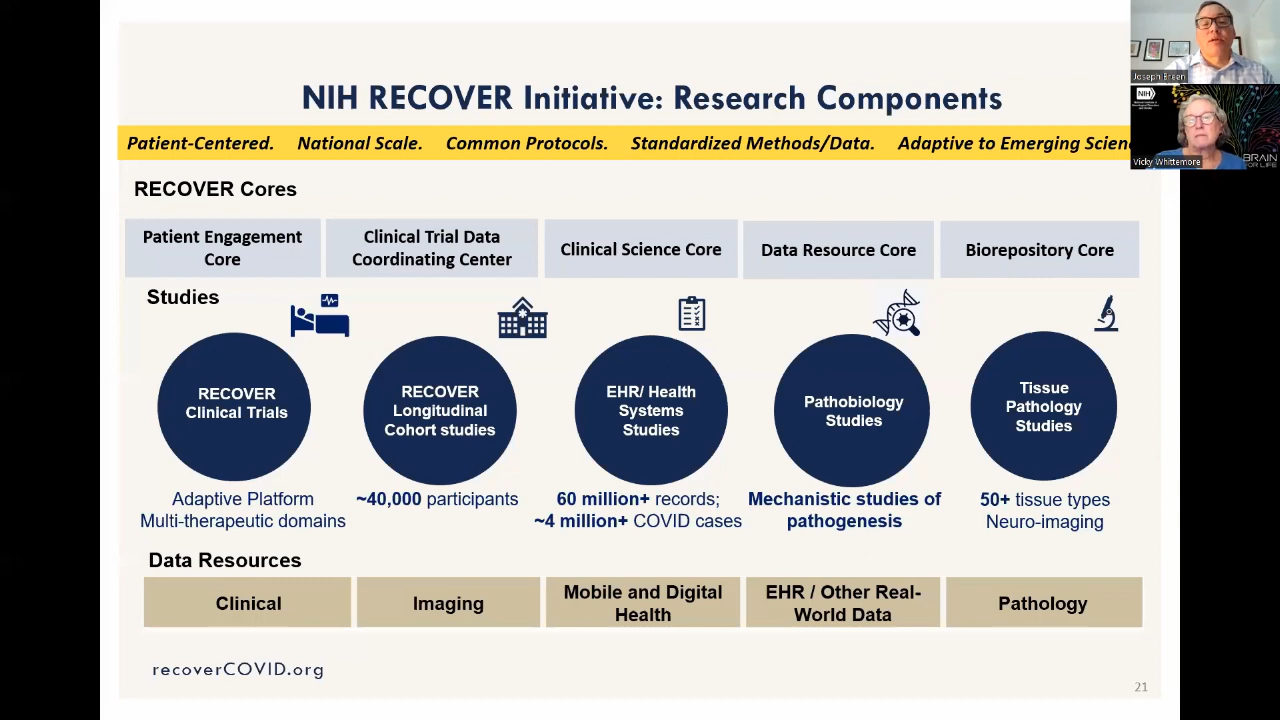 NIH RECOVER Initiative: Research Components
Patient-Centered. National Scale. Common Protocols. Standardized Methods/Data. Adaptive to Emerging Scien
RECOVER Cores
Patient Engagement
Core
Clinical Trial Data
Coordinating Center
Clinical Science Core
Data Resource Core
Biorepository Core
Studies
RECOVER
Clinical Trials
RECOVER
Longitudinal
Cohort studies
EHR/ Health
Systems
Studies
Pathobiology
Studies
Tissue
Pathology
Studies
Adaptive Platform
Multi-therapeutic domains
~40,000 participants
60 million+ records;
~4 million+ COVID cases
Mechanistic studies of
pathogenesis
50+ tissue types
Neuro-imaging
Data Resources
Clinical
Imaging
Mobile and Digital
Health
EHR / Other Real-
World Data
Pathology
recoverCOVID.org
21
Joseph Breen
NIH
BRAIN
OR LIFE
Vicky Whittemore